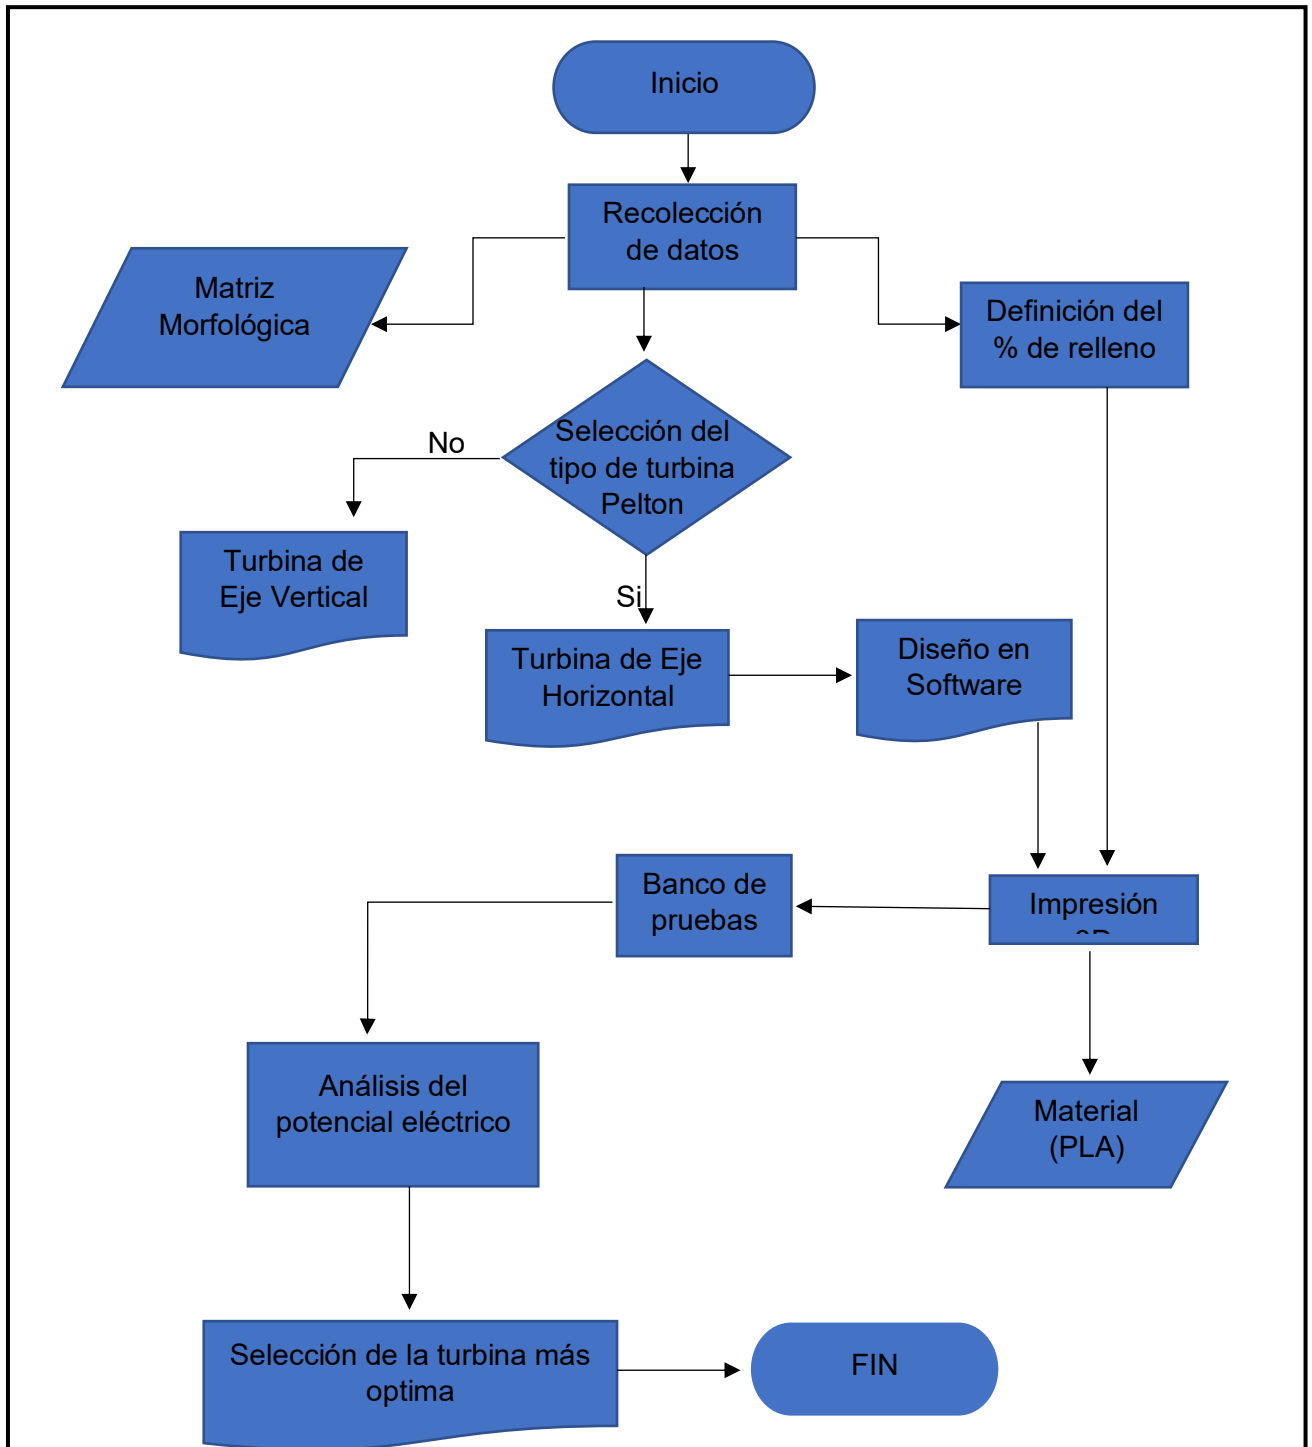 Inicio
Recolección
de datos
Matriz
Morfológica
Definición del
% de relleno
Selección del
tipo de turbina
Pelton
No
Turbina de
Eje Vertical
Si
Turbina de Eje
Horizontal
Diseño en
Software
Banco de
pruebas
Impresión
Análisis del
potencial eléctrico
Material
(PLA)
Selección de la turbina más
optima
FIN